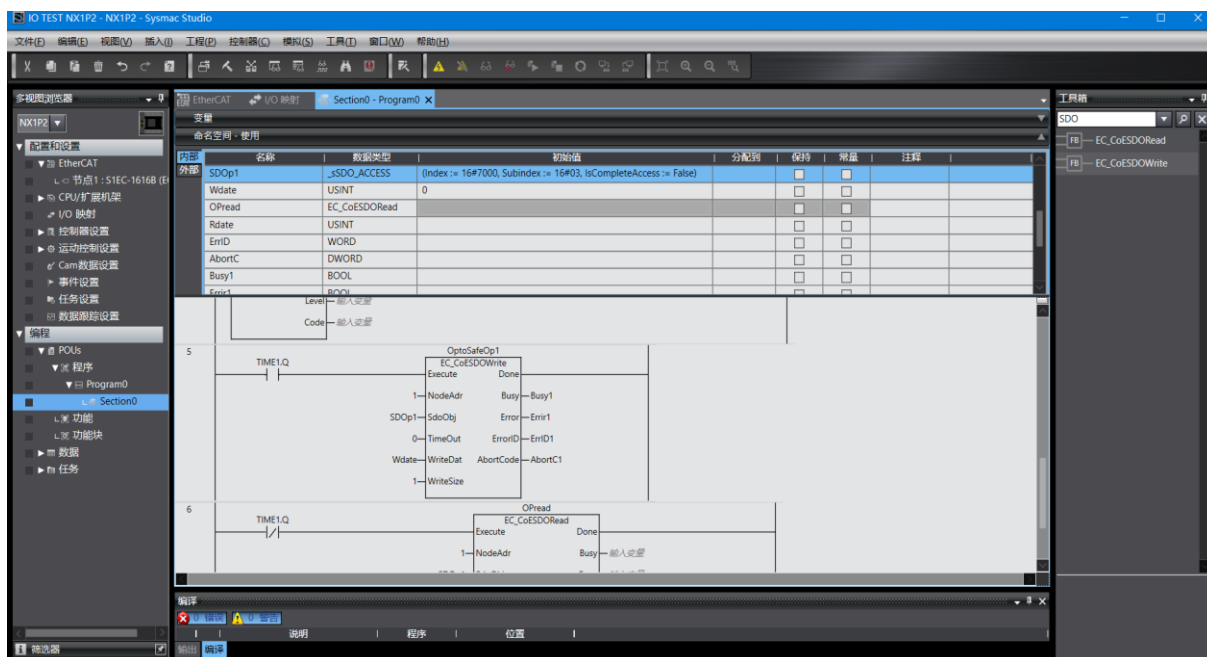 IO TEST NX1P2 - NX1P2 - Sysmac Studio
文件(F) 编辑(E) 视图(V) 插入(I) 工程(P) 控制器(C) 模拟(S) 工具(T) 窗口(W) 帮助(H)
多视图浏览器
NX1P2
配置和设置
EtherCAT
节点1 : S1EC-1616B (E
CPU/扩展机架
I/O 映射
控制器设置
运动控制设置
Cam数据设置
事件设置
任务设置
数据跟踪设置
编程
POUs
程序
Program0
Section0
功能
功能块
数据
任务
筛选器
EtherCAT I/O 映射 Section0 - Program0
变量
命名空间 - 使用
内部 名称 数据类型 初始值 分配到 保持 常量 注释
外部 SDOp1 _sSDO_ACCESS (Index := 16#7000, Subindex := 16#03, IsCompleteAccess := False)
Wdate USINT 0
OPread EC_CoESDORead
Rdate USINT
ErrID WORD
AbortC DWORD
Busy1 BOOL
Errir1 BOOL
Level 输入变量
Code 输入变量
5 OptoSafeOp1
TIME1.Q EC_CoESDOWrite
Execute Done
1 NodeAdr Busy Busy1
SDOp1 SdoObj Error Errir1
0 TimeOut ErrorID ErrID1
Wdate WriteDat AbortCode AbortC1
1 WriteSize
6 OPread
TIME1.Q EC_CoESDORead
Execute Done
1 NodeAdr Busy 输入变量
编译
0 错误 0 警告
说明 程序 位置
输出 编译
工具箱
SDO
FB EC_CoESDORead
FB EC_CoESDOWrite